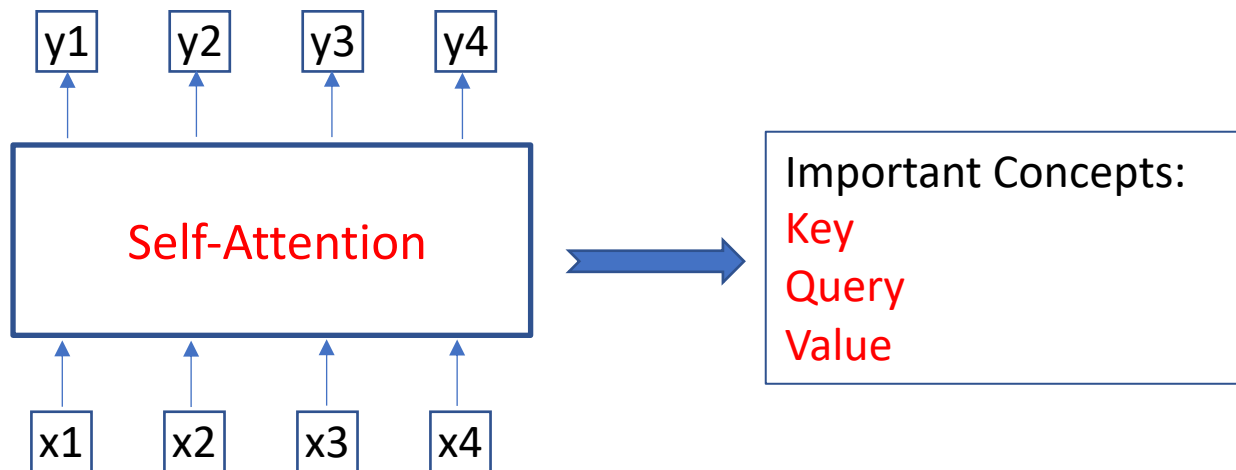 y1 y2 y3 y4
Self-Attention
x1 x2 x3 x4
Important Concepts:
Key
Query
Value